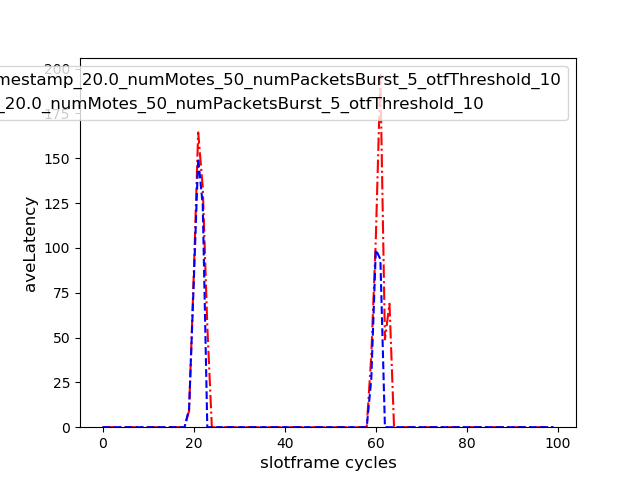 200
mestamp_20.0_numMotes_50_numPacketsBurst_5_otfThreshold_10
_20.0_numMotes_50_numPacketsBurst_5_otfThreshold_10
175
150
125
100
75
50
25
0
aveLatency
0 20 40 60 80 100
slotframe cycles